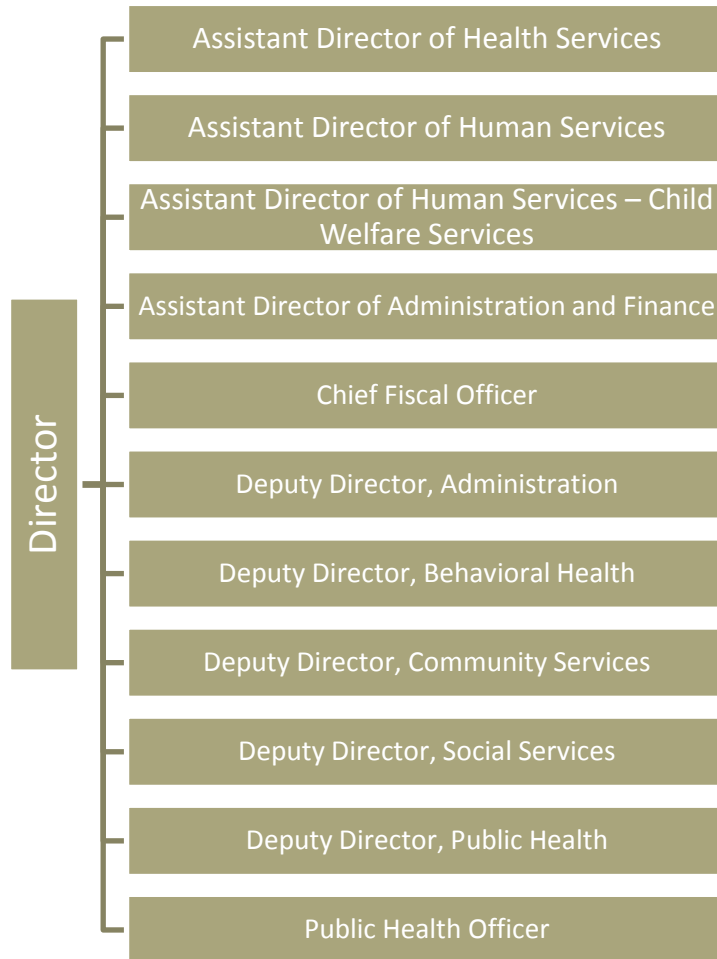 Director
Assistant Director of Health Services
Assistant Director of Human Services
Assistant Director of Human Services – Child
Welfare Services
Assistant Director of Administration and Finance
Chief Fiscal Officer
Deputy Director, Administration
Deputy Director, Behavioral Health
Deputy Director, Community Services
Deputy Director, Social Services
Deputy Director, Public Health
Public Health Officer